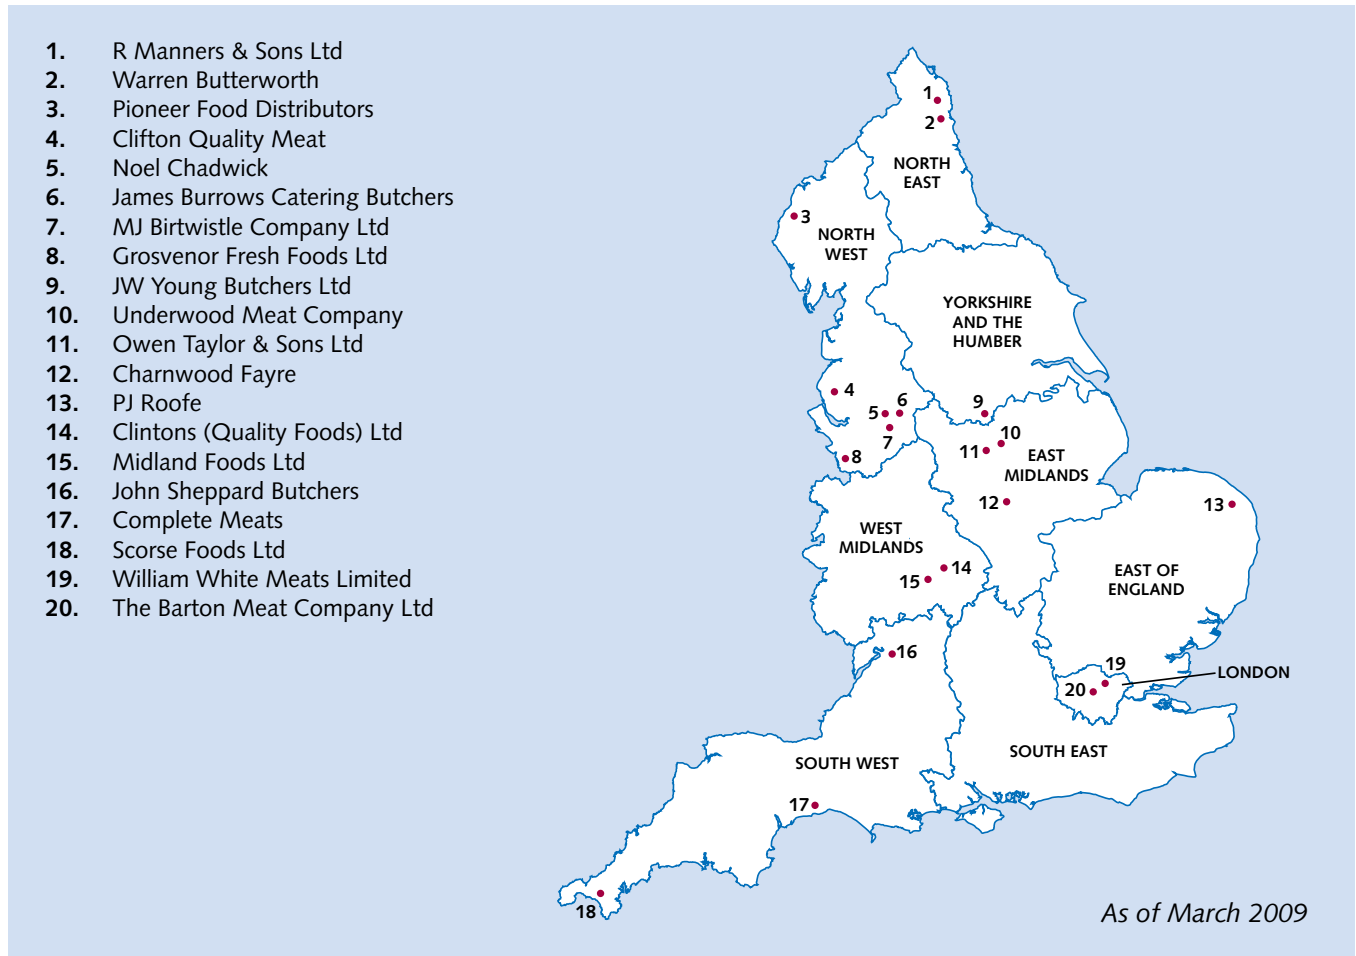 1. R Manners & Sons Ltd
2. Warren Butterworth
3. Pioneer Food Distributors
4. Clifton Quality Meat
5. Noel Chadwick
6. James Burrows Catering Butchers
7. MJ Birtwistle Company Ltd
8. Grosvenor Fresh Foods Ltd
9. JW Young Butchers Ltd
10. Underwood Meat Company
11. Owen Taylor & Sons Ltd
12. Charnwood Fayre
13. PJ Roofe
14. Clintons (Quality Foods) Ltd
15. Midland Foods Ltd
16. John Sheppard Butchers
17. Complete Meats
18. Scorse Foods Ltd
19. William White Meats Limited
20. The Barton Meat Company Ltd
1
2
NORTH
EAST
3
NORTH
WEST
YORKSHIRE
AND THE
HUMBER
4
5
6
7
8
9
10
11
EAST
MIDLANDS
12
13
WEST
MIDLANDS
14
15
EAST OF
ENGLAND
16
19
20
LONDON
SOUTH EAST
SOUTH WEST
17
18
As of March 2009